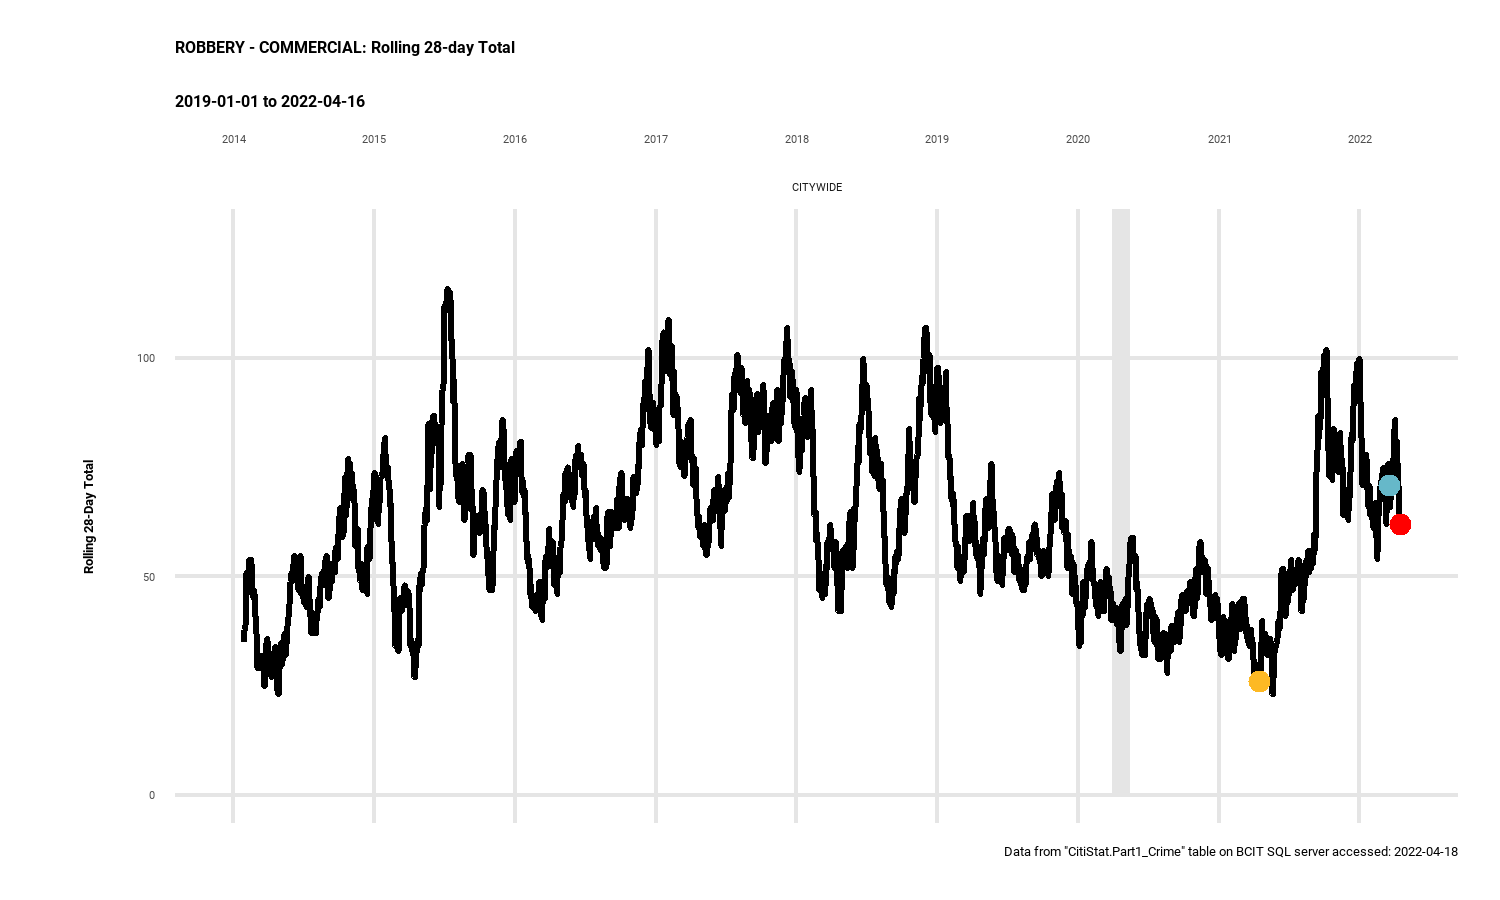 ROBBERY - COMMERCIAL: Rolling 28-day Total
2019-01-01 to 2022-04-16
2014 2015 2016 2017 2018 2019 2020 2021 2022
CITYWIDE
100
50
0
Rolling 28-Day Total
Data from "CitiStat.Part1_Crime" table on BCIT SQL server accessed: 2022-04-18